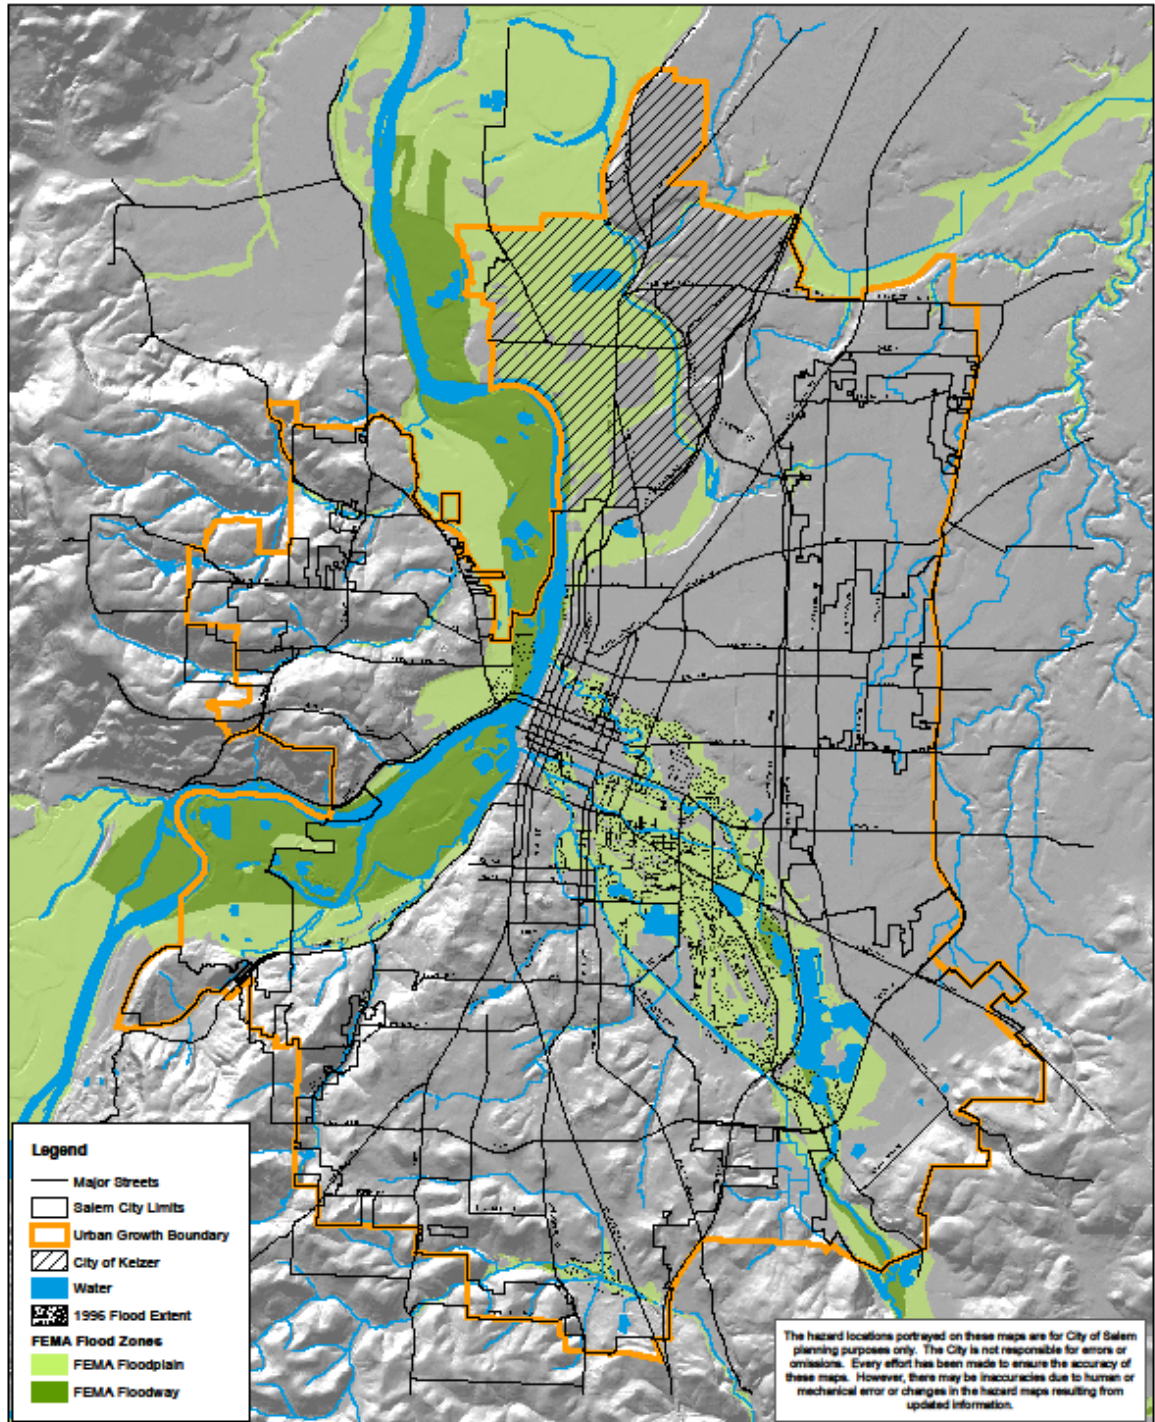 Legend
Major Streets
Salem City Limits
Urban Growth Boundary
City of Keizer
Water
1996 Flood Extent
FEMA Flood Zones
FEMA Floodplain
FEMA Floodway
The hazard locations portrayed on these maps are for City of Salem
planning purposes only. The City is not responsible for errors or
omissions. Every effort has been made to ensure the accuracy of
these maps. However, there may be inaccuracies due to human or
mechanical error or changes in the hazard maps resulting from
updated information.